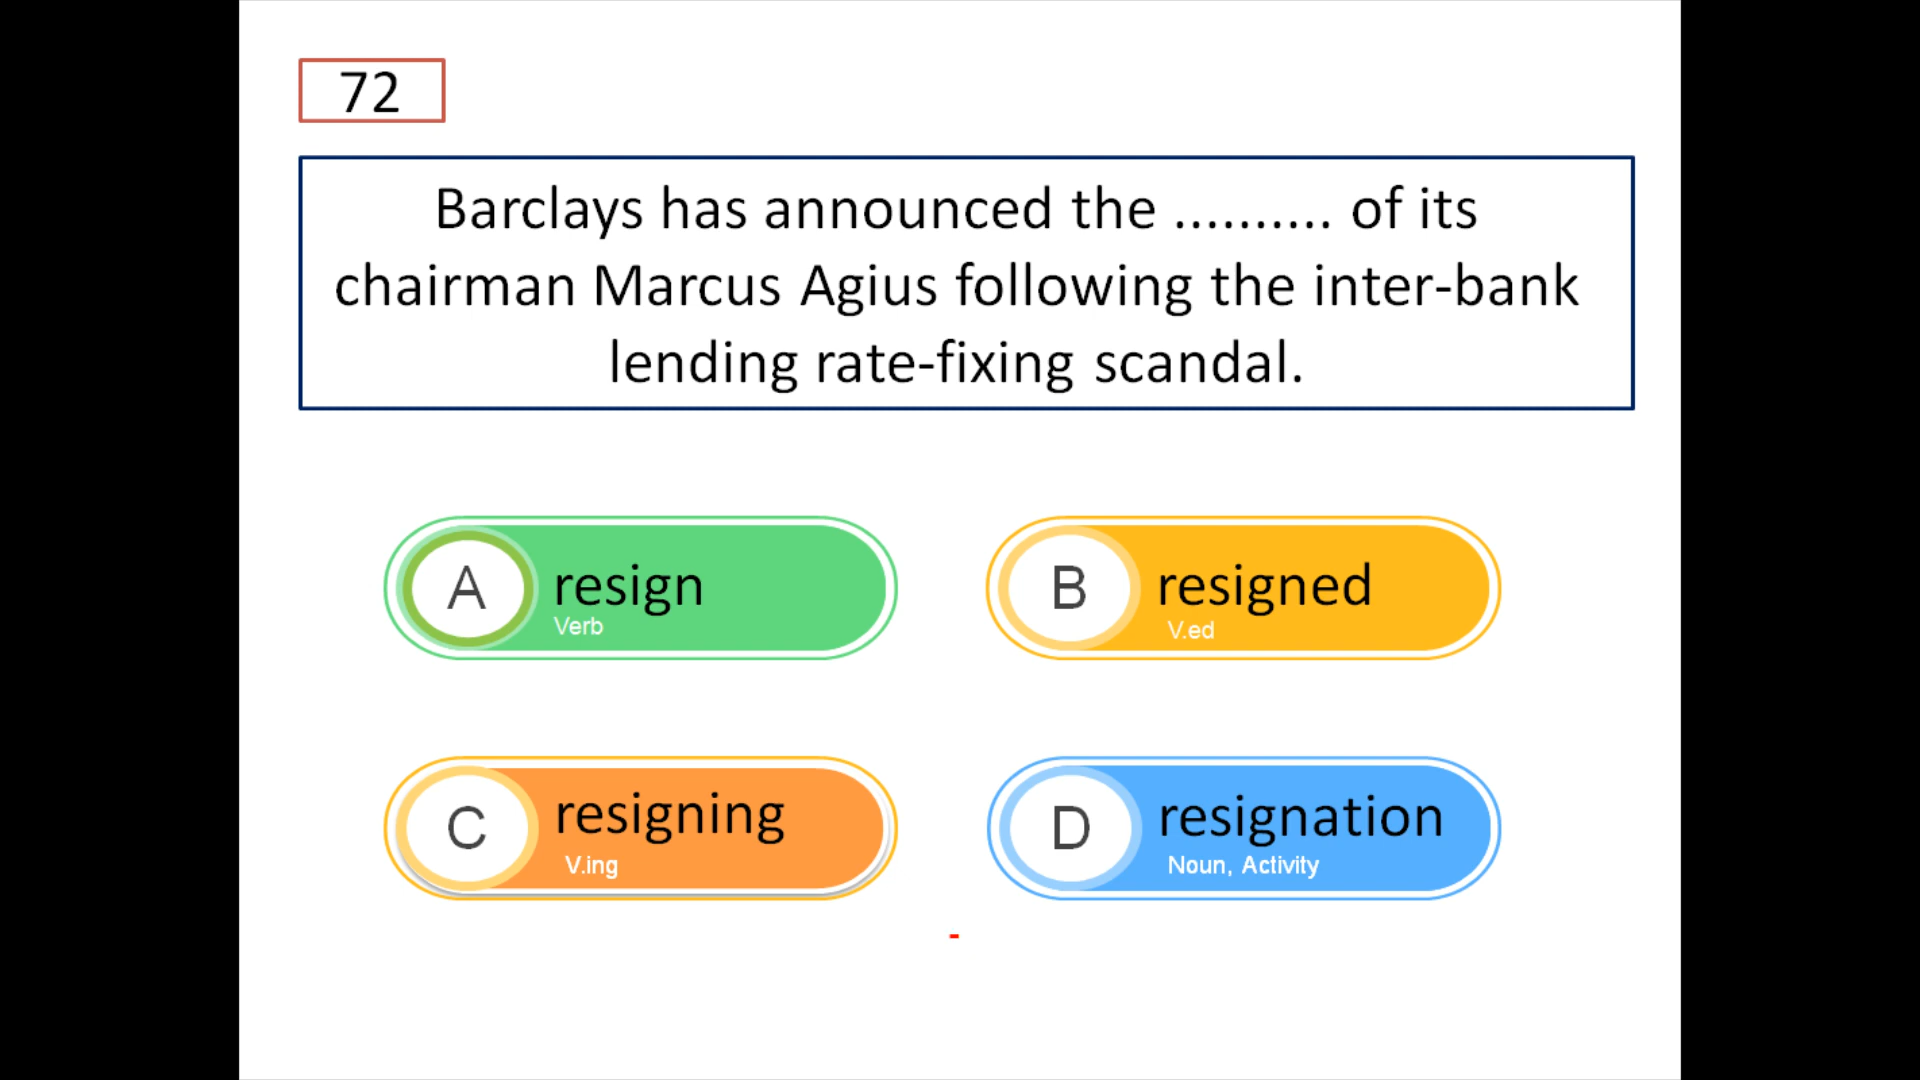 72
Barclays has announced the .......... of its
chairman Marcus Agius following the inter-bank
lending rate-fixing scandal.
A resign
Verb
B resigned
V.ed
C resigning
V.ing
D resignation
Noun, Activity
-